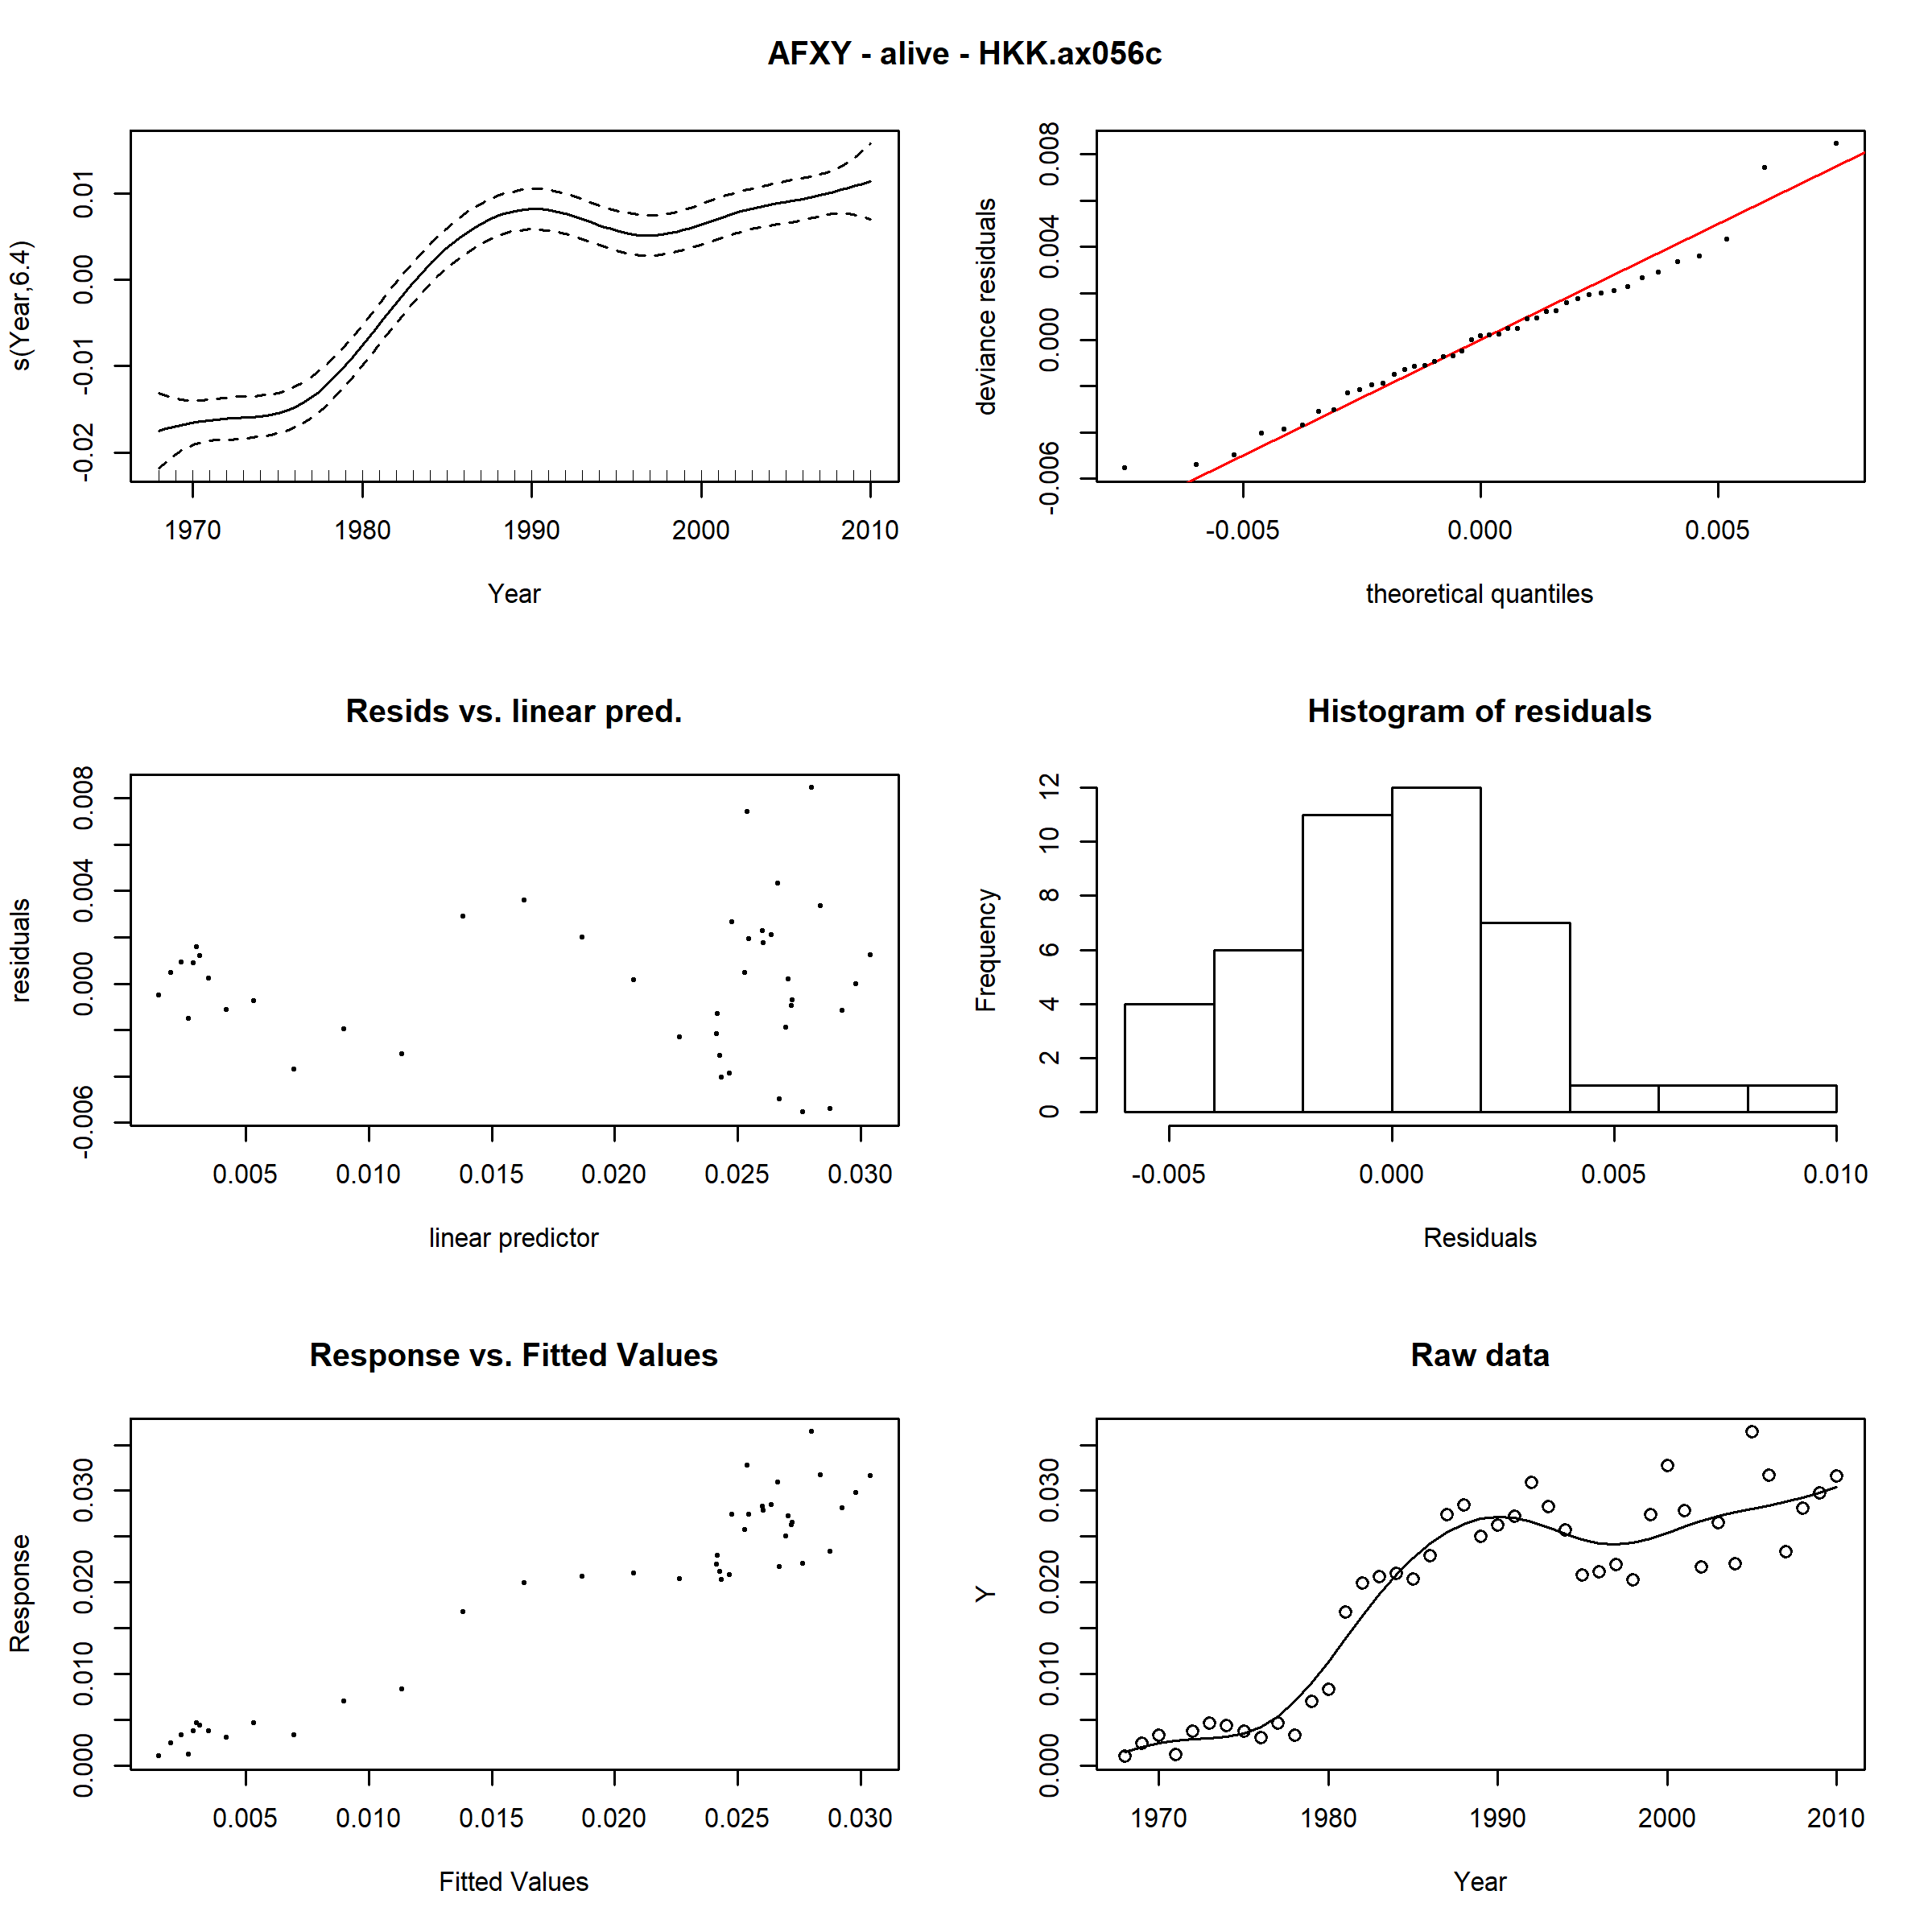 AFXY - alive - HKK.ax056c
s(Year,6.4)
-0.02 -0.01 0.00 0.01
1970 1980 1990 2000 2010
Year
deviance residuals
-0.006 0.000 0.004 0.008
-0.005 0.000 0.005
theoretical quantiles
Resids vs. linear pred.
residuals
-0.006 0.000 0.004 0.008
0.005 0.010 0.015 0.020 0.025 0.030
linear predictor
Histogram of residuals
Frequency
0 2 4 6 8 10 12
-0.005 0.000 0.005 0.010
Residuals
Response vs. Fitted Values
Response
0.000 0.010 0.020 0.030
0.005 0.010 0.015 0.020 0.025 0.030
Fitted Values
Raw data
Y
0.000 0.010 0.020 0.030
1970 1980 1990 2000 2010
Year